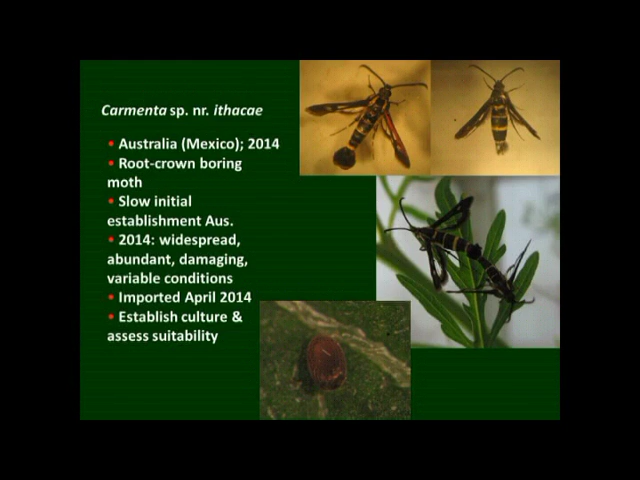 Carmenta sp. nr. ithacae
• Australia (Mexico); 2014
• Root-crown boring
moth
• Slow initial
establishment Aus.
• 2014: widespread,
abundant, damaging,
variable conditions
• Imported April 2014
• Establish culture &
assess suitability